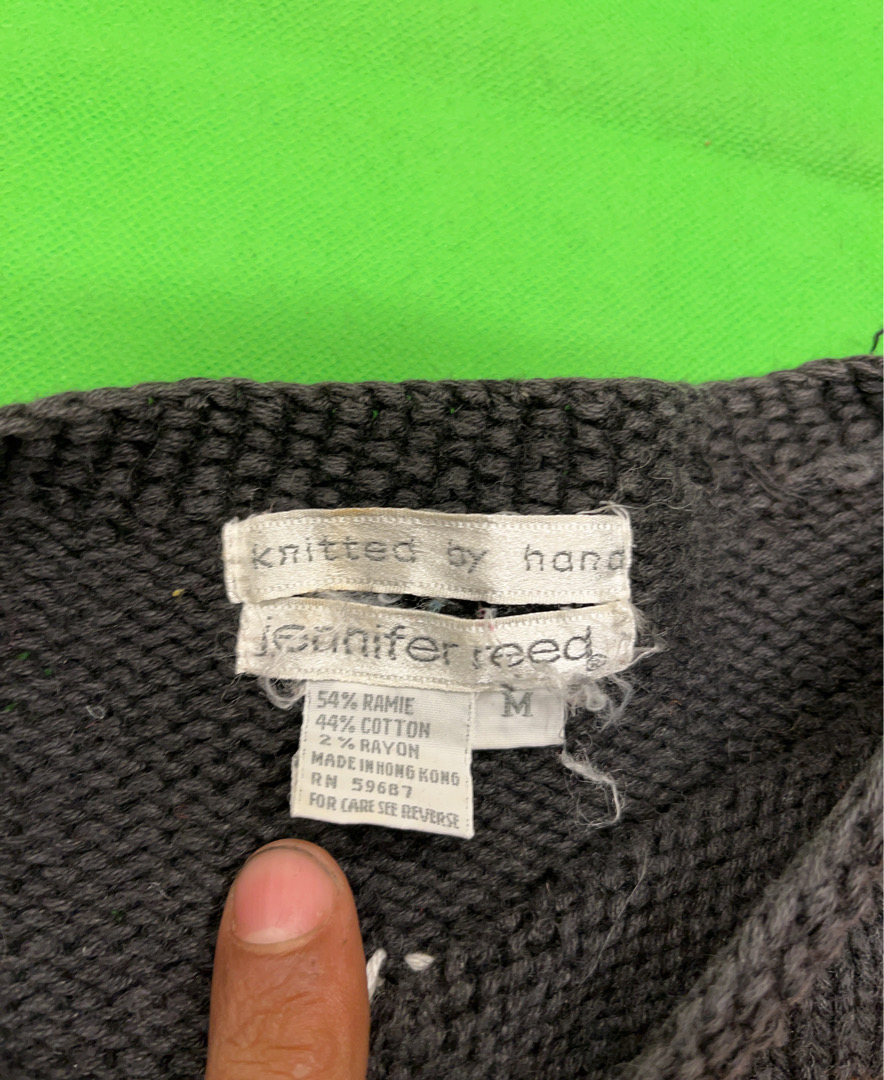 knitted by hand
jennifer reed®
M
54% RAMIE
44% COTTON
2% RAYON
MADE IN HONG KONG
RN 59687
FOR CARE SEE REVERSE